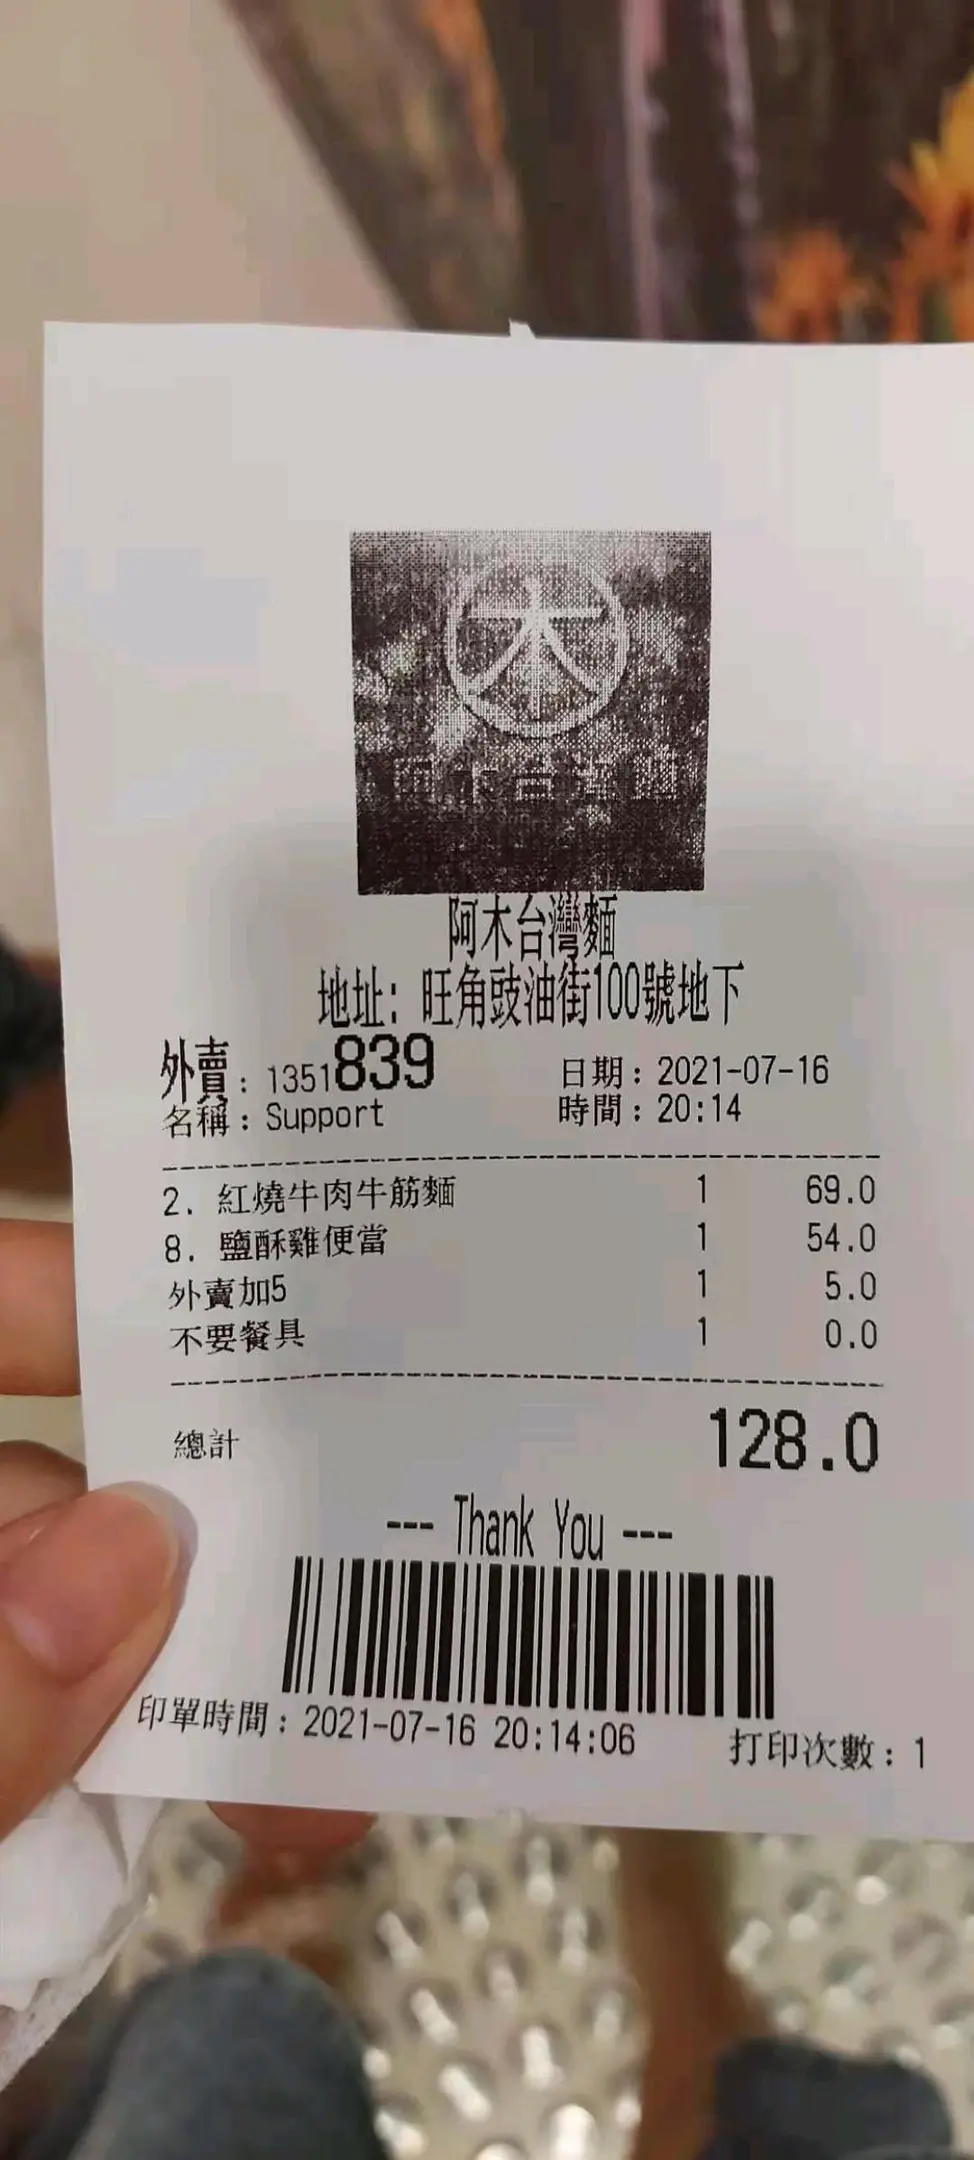 阿木台灣麵
阿木台灣麵
地址: 旺角豉油街100號地下
外賣: 1351839
日期: 2021-07-16
名稱: Support
時間: 20:14
2. 紅燒牛肉牛筋麵 1 69.0
8. 鹽酥雞便當 1 54.0
外賣加5 1 5.0
不要餐具 1 0.0
總計 128.0
--- Thank You ---
印單時間: 2021-07-16 20:14:06
打印次數: 1